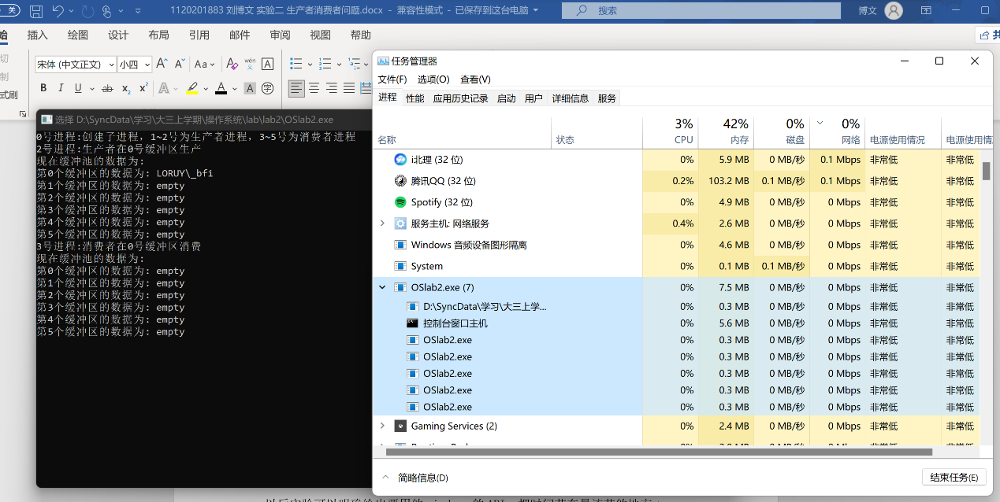 关
1120201883 刘博文 实验二 生产者消费者问题.docx - 兼容性模式 - 已保存到这台电脑
搜索
博文
始 插入 绘图 设计 布局 引用 邮件 审阅 视图 帮助
共
切
制
式刷
宋体 (中文正文) 小四 A A Aa A wén 文 A
B I U ab x₂ x² A A A 字
选择 D:\SyncData\学习\大三上学期\操作系统\lab\lab2\OSlab2.exe
0号进程:创建子进程，1~2号为生产者进程，3~5号为消费者进程
2号进程:生产者在0号缓冲区生产
现在缓冲池的数据为:
第0个缓冲区的数据为: LORUY\_bfi
第1个缓冲区的数据为: empty
第2个缓冲区的数据为: empty
第3个缓冲区的数据为: empty
第4个缓冲区的数据为: empty
第5个缓冲区的数据为: empty
3号进程:消费者在0号缓冲区消费
现在缓冲池的数据为:
第0个缓冲区的数据为: empty
第1个缓冲区的数据为: empty
第2个缓冲区的数据为: empty
第3个缓冲区的数据为: empty
第4个缓冲区的数据为: empty
第5个缓冲区的数据为: empty
任务管理器
文件(F) 选项(O) 查看(V)
进程 性能 应用历史记录 启动 用户 详细信息 服务
3% 42% 0% 0%
名称 状态 CPU 内存 磁盘 网络 电源使用情况 电源使用情
i北理 (32 位) 0% 5.9 MB 0 MB/秒 0.1 Mbps 非常低 非常低
腾讯QQ (32 位) 0.2% 103.2 MB 0.1 MB/秒 0.1 Mbps 非常低 非常低
Spotify (32 位) 0% 4.9 MB 0 MB/秒 0 Mbps 非常低 非常低
服务主机: 网络服务 0.4% 2.6 MB 0 MB/秒 0 Mbps 非常低 非常低
Windows 音频设备图形隔离 0% 4.6 MB 0 MB/秒 0 Mbps 非常低 非常低
System 0% 0.1 MB 0.1 MB/秒 0 Mbps 非常低 非常低
OSlab2.exe (7) 0% 7.5 MB 0 MB/秒 0 Mbps 非常低 非常低
D:\SyncData\学习\大三上学... 0% 0.3 MB 0 MB/秒 0 Mbps 非常低 非常低
控制台窗口主机 0% 5.6 MB 0 MB/秒 0 Mbps 非常低 非常低
OSlab2.exe 0% 0.3 MB 0 MB/秒 0 Mbps 非常低 非常低
OSlab2.exe 0% 0.3 MB 0 MB/秒 0 Mbps 非常低 非常低
OSlab2.exe 0% 0.3 MB 0 MB/秒 0 Mbps 非常低 非常低
OSlab2.exe 0% 0.3 MB 0 MB/秒 0 Mbps 非常低 非常低
OSlab2.exe 0% 0.3 MB 0 MB/秒 0 Mbps 非常低 非常低
Gaming Services (2) 0% 2.4 MB 0 MB/秒 0 Mbps 非常低 非常低
简略信息(D)
结束任务(E)